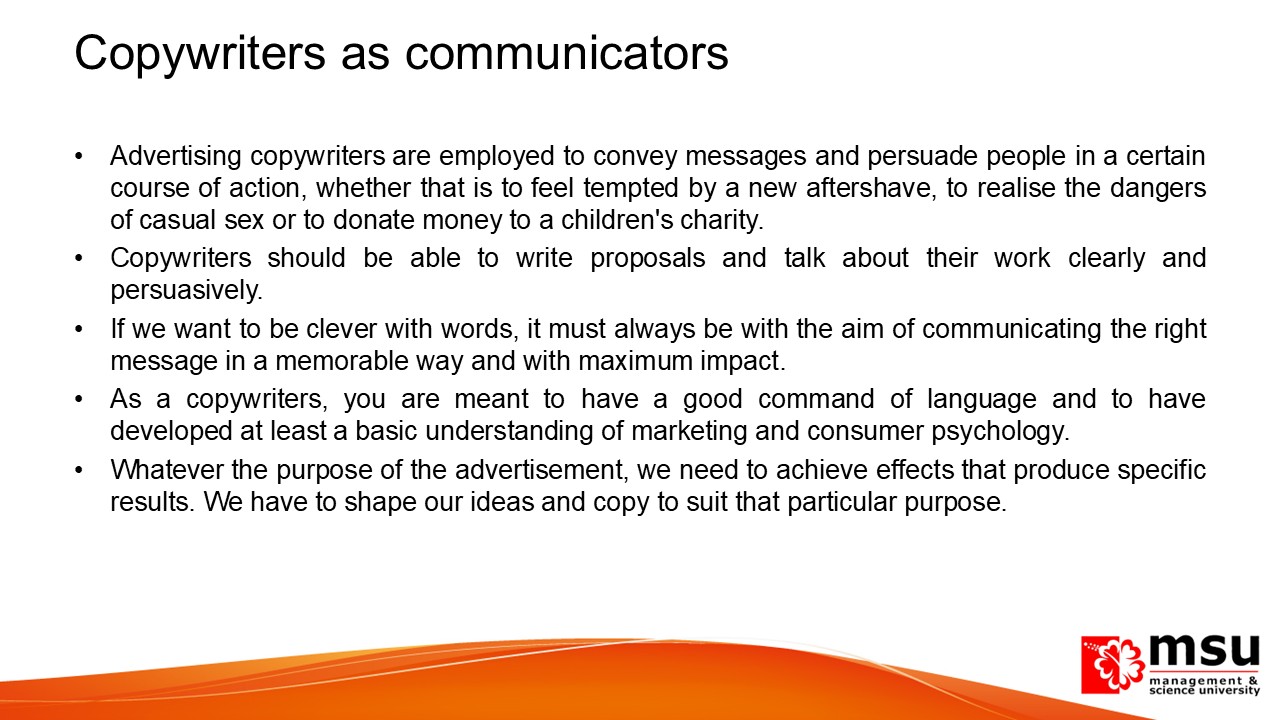 Copywriters as communicators
• Advertising copywriters are employed to convey messages and persuade people in a certain
course of action, whether that is to feel tempted by a new aftershave, to realise the dangers
of casual sex or to donate money to a children's charity.
• Copywriters should be able to write proposals and talk about their work clearly and
persuasively.
• If we want to be clever with words, it must always be with the aim of communicating the right
message in a memorable way and with maximum impact.
• As a copywriters, you are meant to have a good command of language and to have
developed at least a basic understanding of marketing and consumer psychology.
• Whatever the purpose of the advertisement, we need to achieve effects that produce specific
results. We have to shape our ideas and copy to suit that particular purpose.
msu
management &
science university